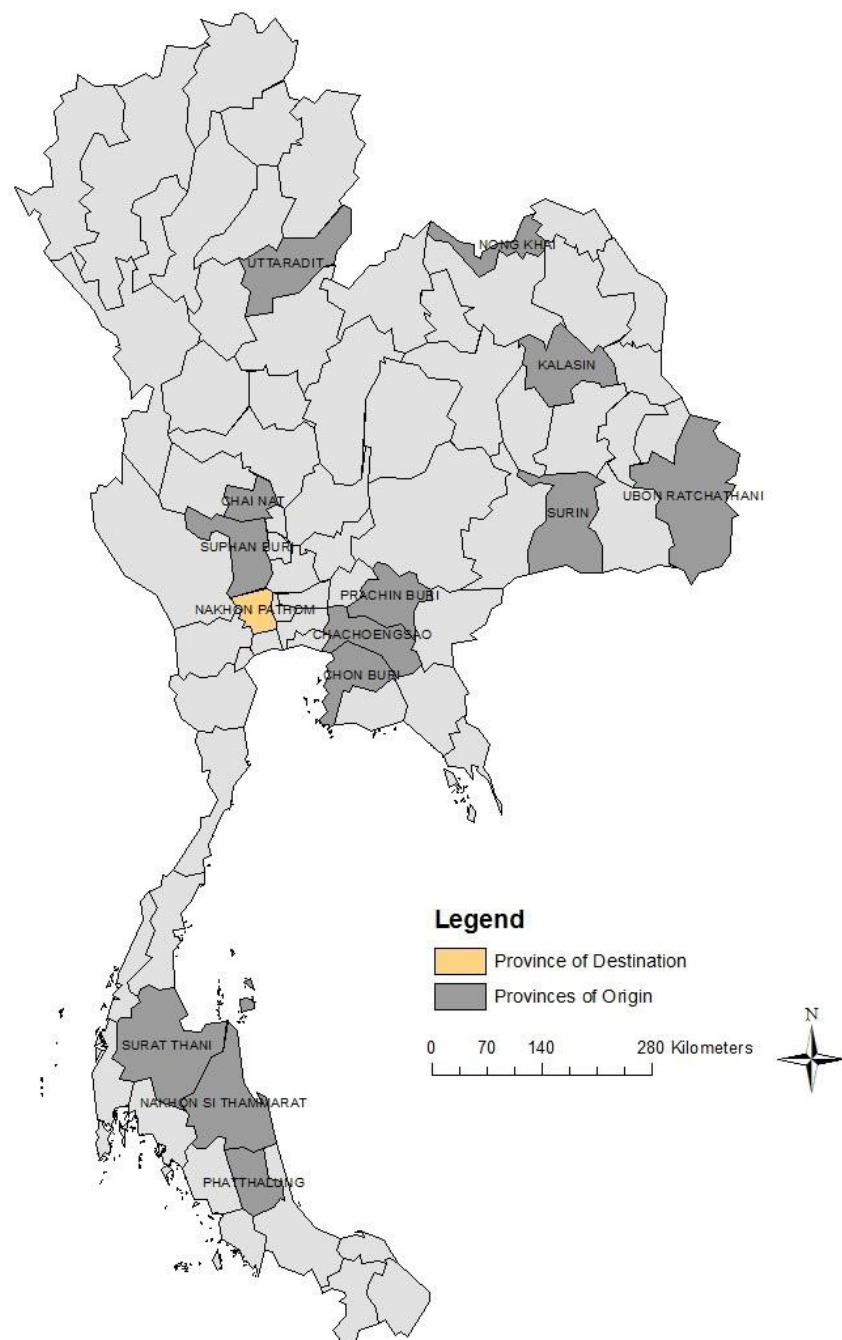 UTTARADIT
NONG KHAI
KALASIN
CHAI NAT
UBON RATCHATHANI
SURIN
SUPHAN BURI
PRACHIN BURI
NAKHON PATHOM
CHACHOENGSAO
CHON BURI
Legend
Province of Destination
Provinces of Origin
N
0 70 140 280 Kilometers
SURAT THANI
NAKHON SI THAMMARAT
PHATTHALUNG